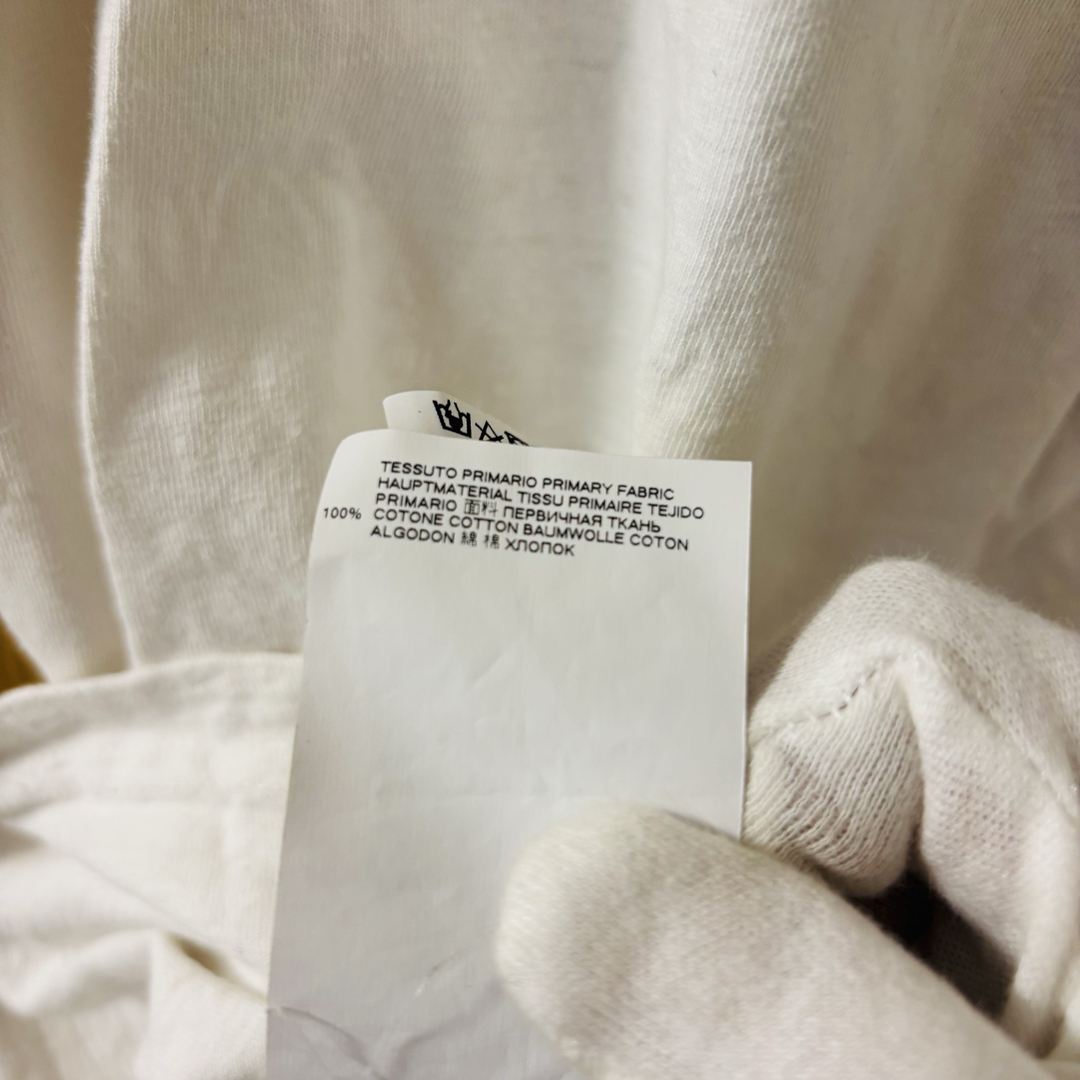 TESSUTO PRIMARIO PRIMARY FABRIC
HAUPTMATERIAL TISSU PRIMAIRE TEJIDO
PRIMARIO 面料 ПЕРВИЧНАЯ ТКАНЬ
100% COTONE COTTON BAUMWOLLE COTON
ALGODON 綿 棉 ХЛОПОК